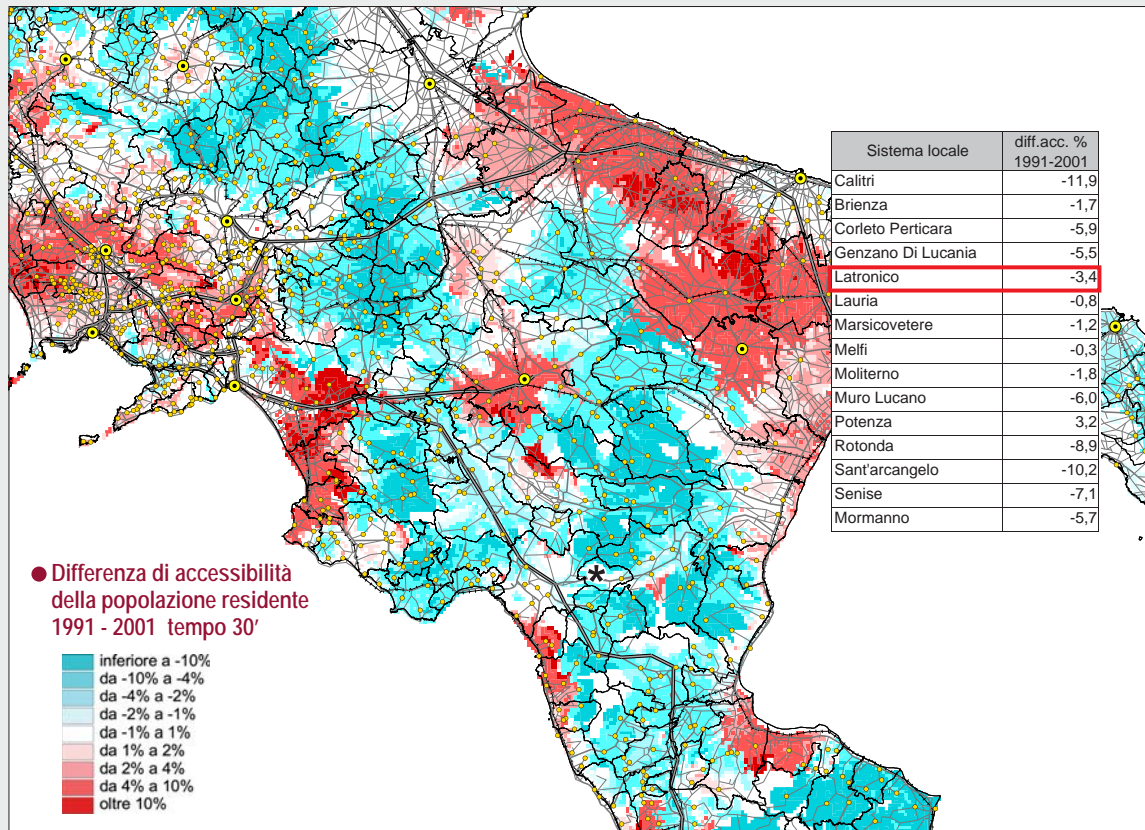 Sistema locale diff.acc. % 1991-2001
Calitri -11,9
Brienza -1,7
Corleto Perticara -5,9
Genzano Di Lucania -5,5
Latronico -3,4
Lauria -0,8
Marsicovetere -1,2
Melfi -0,3
Moliterno -1,8
Muro Lucano -6,0
Potenza 3,2
Rotonda -8,9
Sant'arcangelo -10,2
Senise -7,1
Mormanno -5,7
*
● Differenza di accessibilità
della popolazione residente
1991 - 2001 tempo 30'
inferiore a -10%
da -10% a -4%
da -4% a -2%
da -2% a -1%
da -1% a 1%
da 1% a 2%
da 2% a 4%
da 4% a 10%
oltre 10%